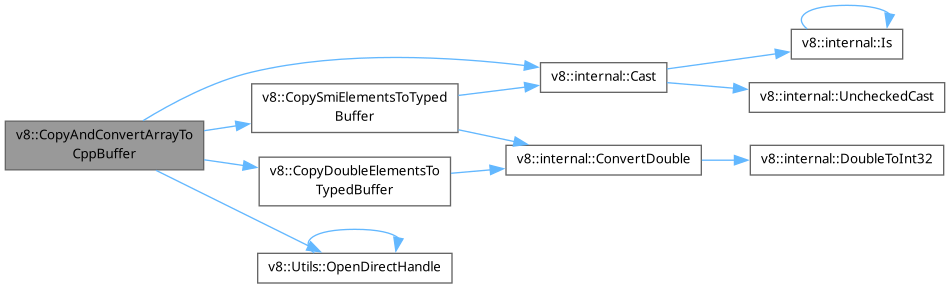 v8::CopyAndConvertArrayTo
CppBuffer
v8::CopySmiElementsToTyped
Buffer
v8::CopyDoubleElementsTo
TypedBuffer
v8::Utils::OpenDirectHandle
v8::internal::Cast
v8::internal::ConvertDouble
v8::internal::Is
v8::internal::UncheckedCast
v8::internal::DoubleToInt32